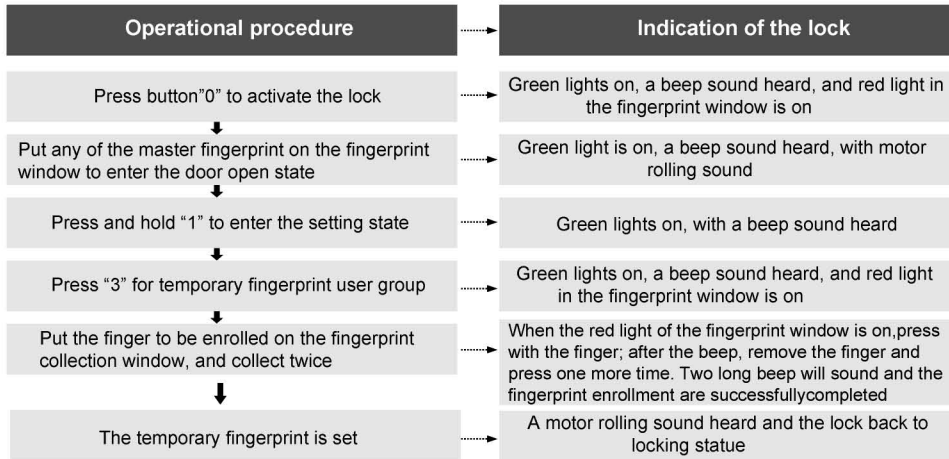 Operational procedure
Indication of the lock
Press button”0” to activate the lock
Green lights on, a beep sound heard, and red light in
the fingerprint window is on
Put any of the master fingerprint on the fingerprint
window to enter the door open state
Green light is on, a beep sound heard, with motor
rolling sound
Press and hold “1” to enter the setting state
Green lights on, with a beep sound heard
Press “3” for temporary fingerprint user group
Green lights on, a beep sound heard, and red light
in the fingerprint window is on
Put the finger to be enrolled on the fingerprint
collection window, and collect twice
When the red light of the fingerprint window is on,press
with the finger; after the beep, remove the finger and
press one more time. Two long beep will sound and the
fingerprint enrollment are successfullycompleted
The temporary fingerprint is set
A motor rolling sound heard and the lock back to
locking statue